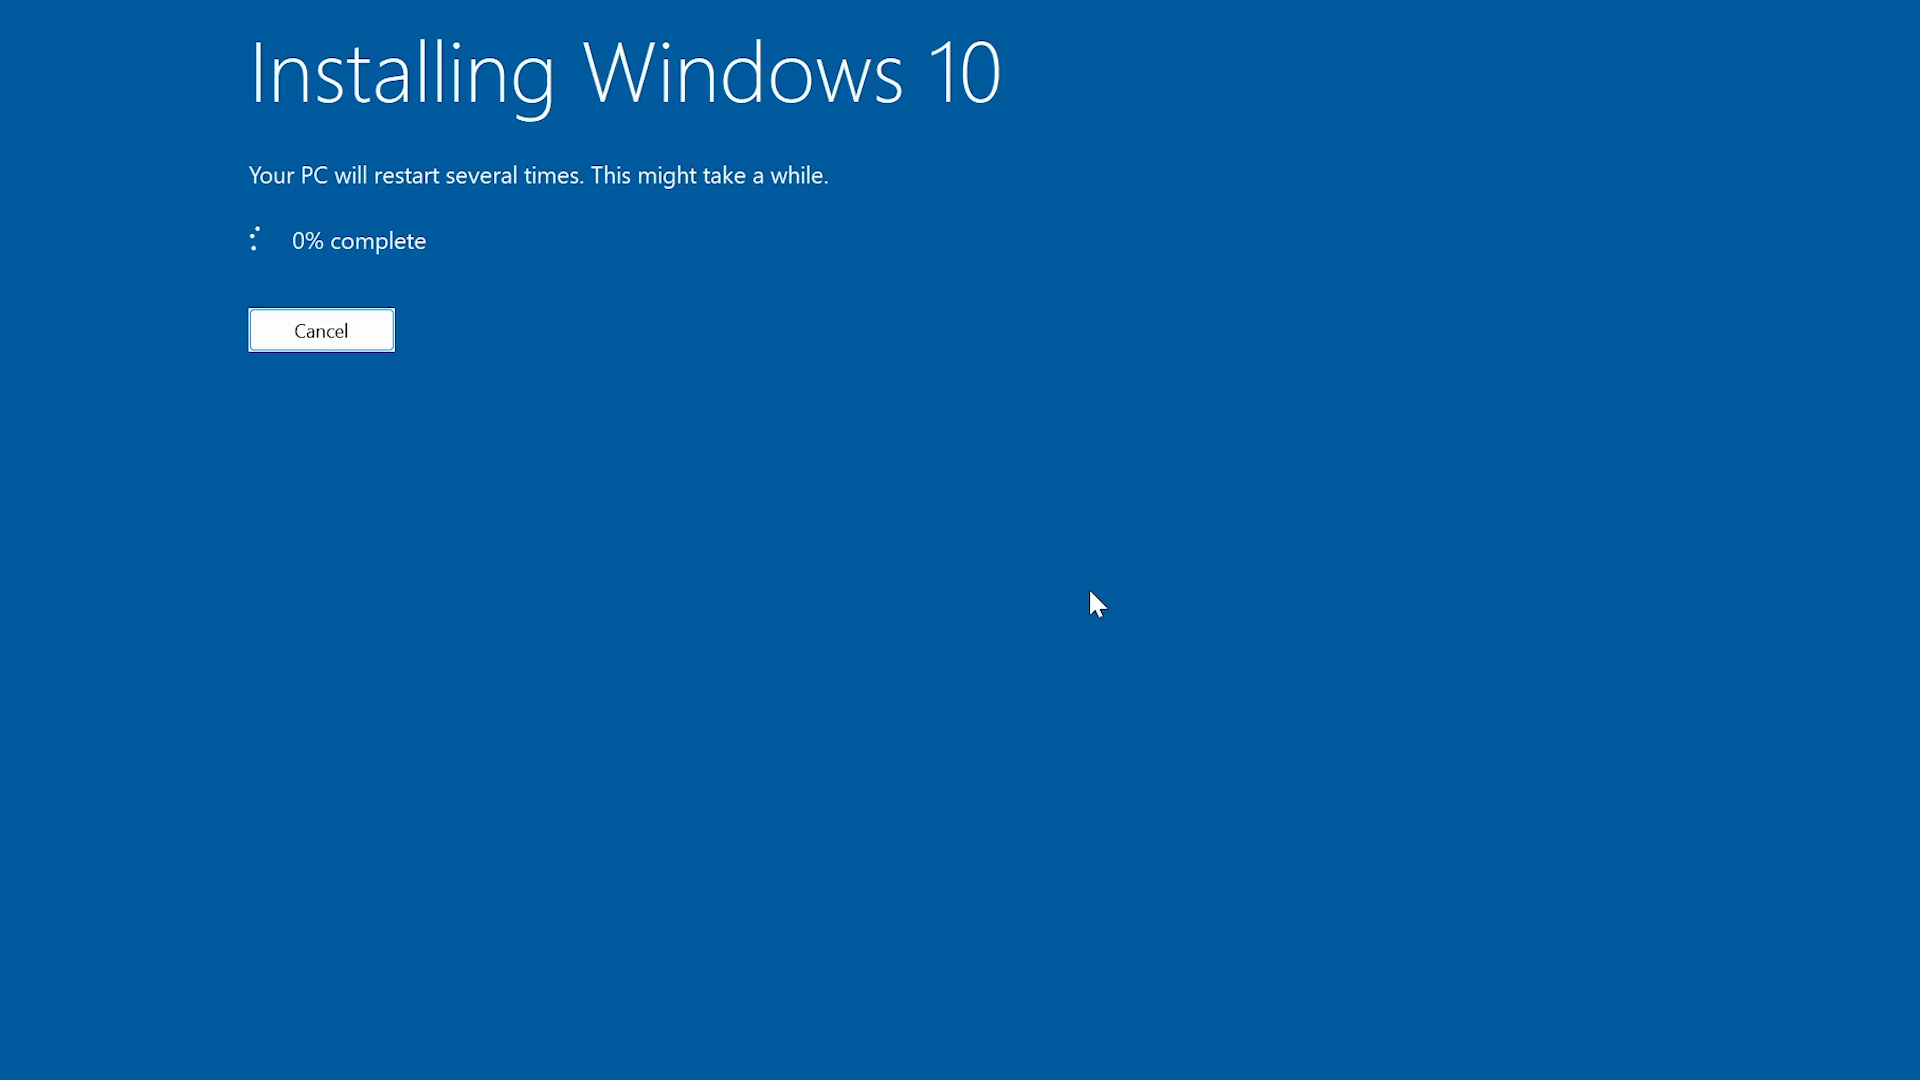 Installing Windows 10
Your PC will restart several times. This might take a while.
0% complete
Cancel